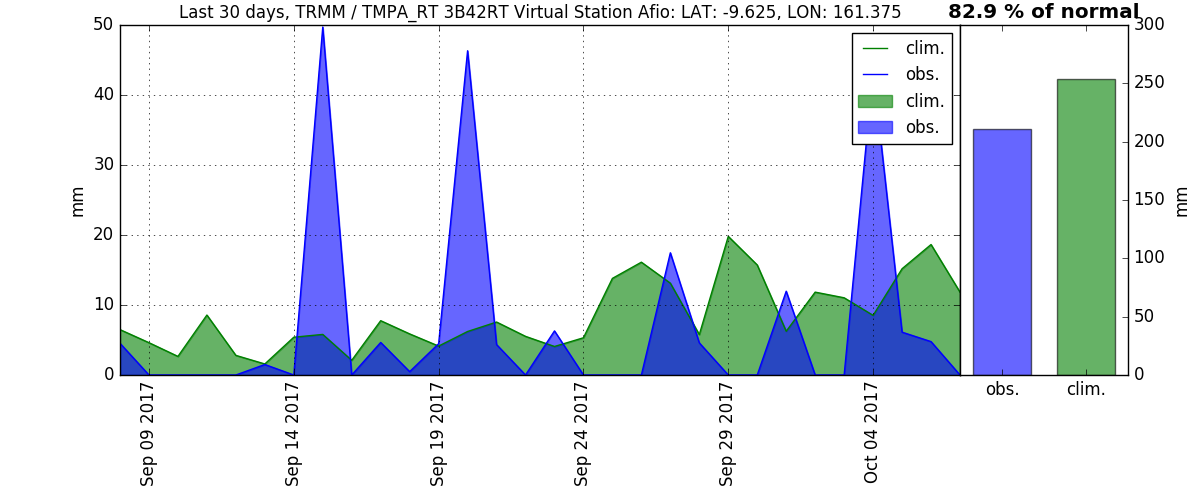 Last 30 days, TRMM / TMPA_RT 3B42RT Virtual Station Afio: LAT: -9.625, LON: 161.375
82.9 % of normal
50
40
30
20
10
0
mm
clim.
obs.
clim.
obs.
Sep 09 2017
Sep 14 2017
Sep 19 2017
Sep 24 2017
Sep 29 2017
Oct 04 2017
300
250
200
150
100
50
0
mm
obs.
clim.